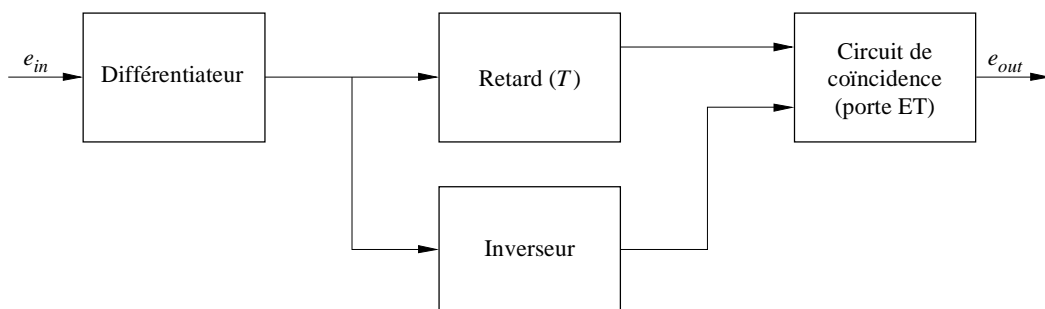 e_in
Différentiateur
Retard (T)
Circuit de
coïncidence
(porte ET)
e_out
Inverseur